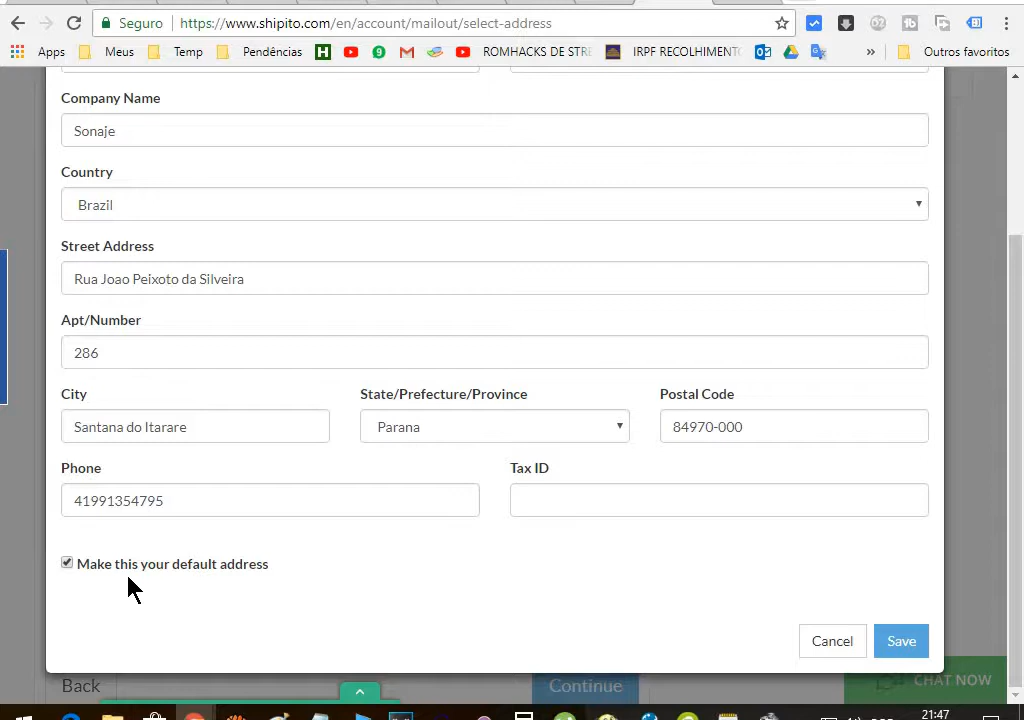 Seguro https://www.shipito.com/en/account/mailout/select-address
Apps Meus Temp Pendências H ROMHACKS DE STRE IRPF RECOLHIMENTO » Outros favoritos
Company Name
Sonaje
Country
Brazil
Street Address
Rua Joao Peixoto da Silveira
Apt/Number
286
City State/Prefecture/Province Postal Code
Santana do Itarare Parana 84970-000
Phone Tax ID
41991354795
Make this your default address
Cancel Save
Back Continue CHAT NOW
21:47